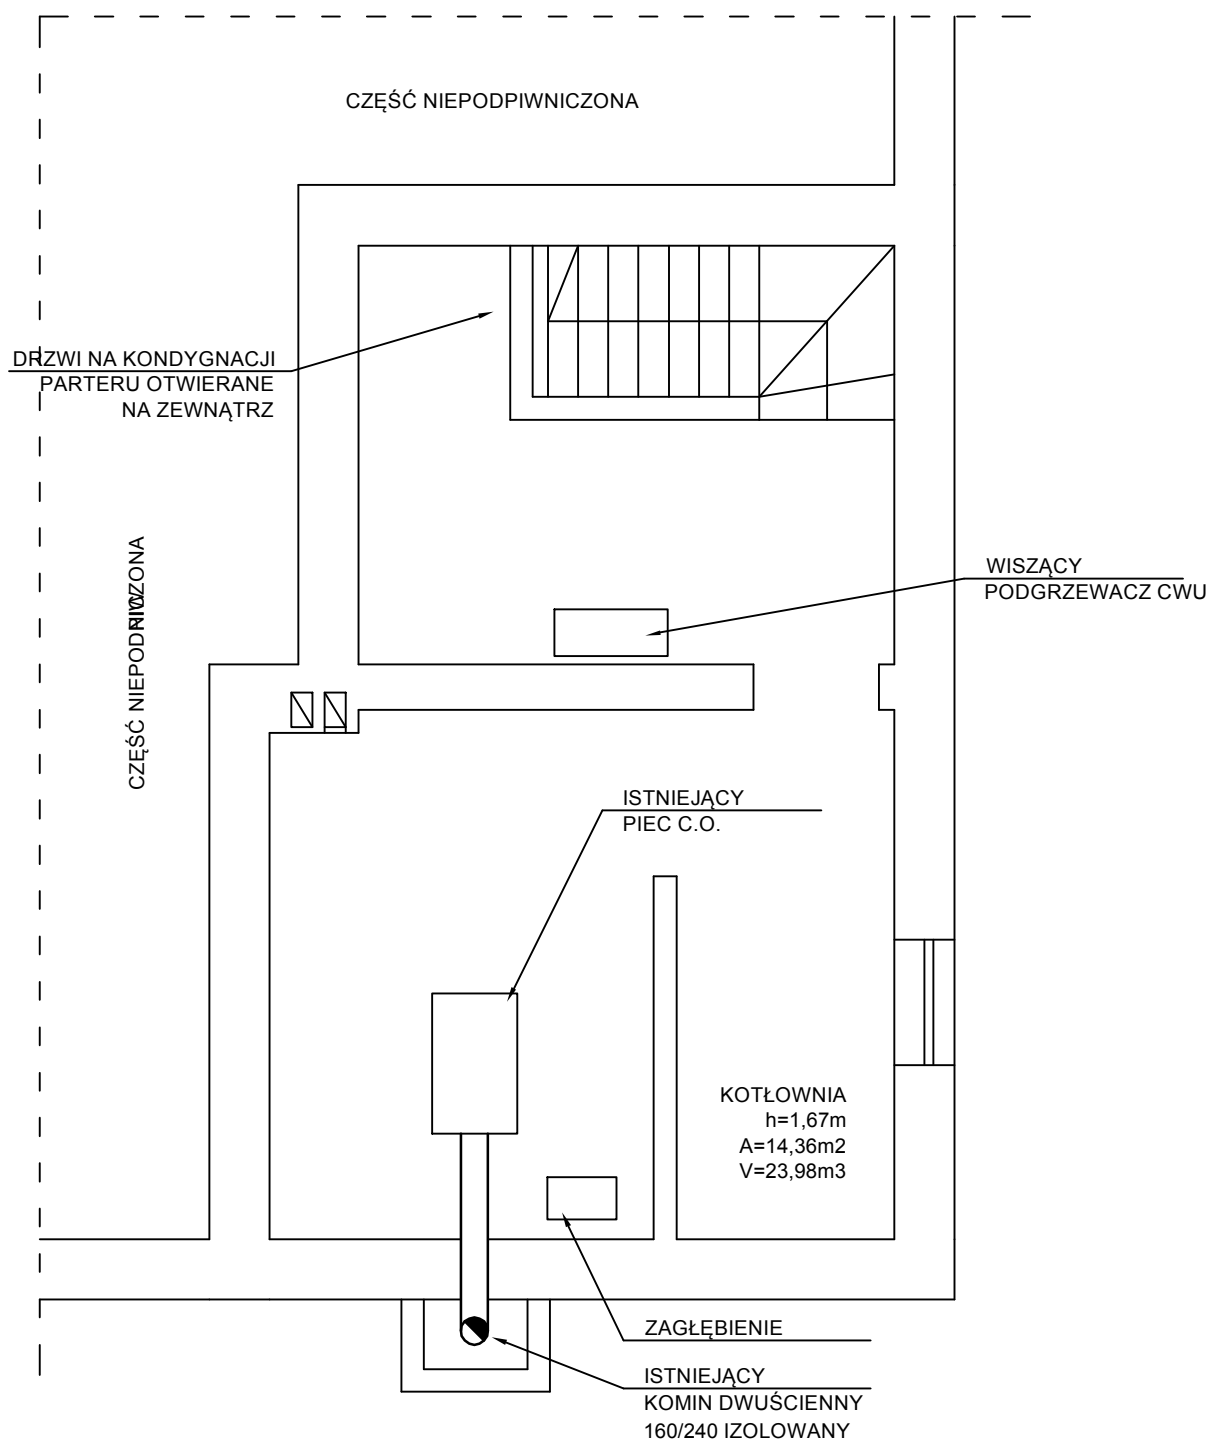 CZĘŚĆ NIEPODPIWNICZONA
DRZWI NA KONDYGNACJI
PARTERU OTWIERANE
NA ZEWNĄTRZ
WISZĄCY
PODGRZEWACZ CWU
CZĘŚĆ
ISTNIEJĄCY
PIEC C.O.
KOTŁOWNIA
h=1,67m
A=14,36m2
V=23,98m3
ZAGŁĘBIENIE
ISTNIEJĄCY
KOMIN DWUŚCIENNY
160/240 IZOLOWANY